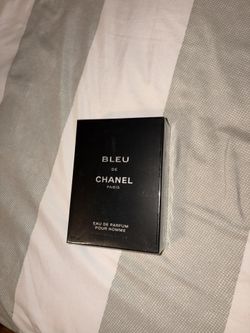 BLEU
DE
CHANEL
PARIS
EAU DE PARFUM
POUR HOMME